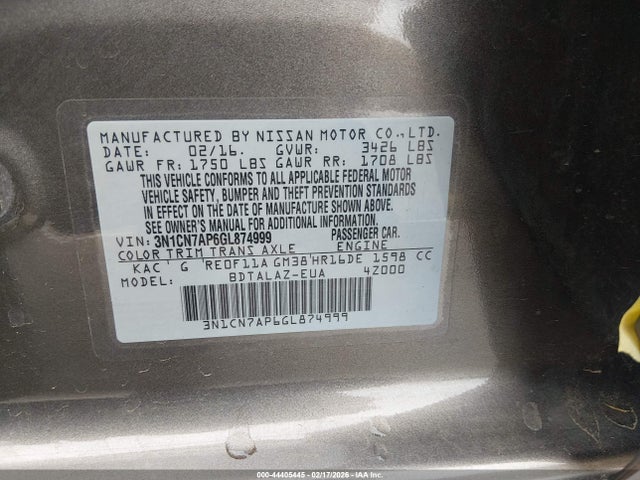 MANUFACTURED BY NISSAN MOTOR CO.,LTD.
DATE: 02/16. GVWR: 3426 LBS
GAWR FR: 1750 LBS GAWR RR: 1708 LBS
THIS VEHICLE CONFORMS TO ALL APPLICABLE FEDERAL MOTOR
VEHICLE SAFETY, BUMPER AND THEFT PREVENTION STANDARDS
IN EFFECT ON THE DATE OF MANUFACTURE SHOWN ABOVE.
SEE OWNER'S MANUAL FOR ADDITIONAL INFORMATION.
VIN: 3N1CN7AP6GL874999 PASSENGER CAR.
COLOR TRIM TRANS AXLE ENGINE
KAC' G RE0F11A GM38'HR16DE 1598 CC
MODEL: BDTALAZ-EUA 4Z000
3N1CN7AP6GL874999
000-44405445 - 02/17/2026 - IAA Inc.